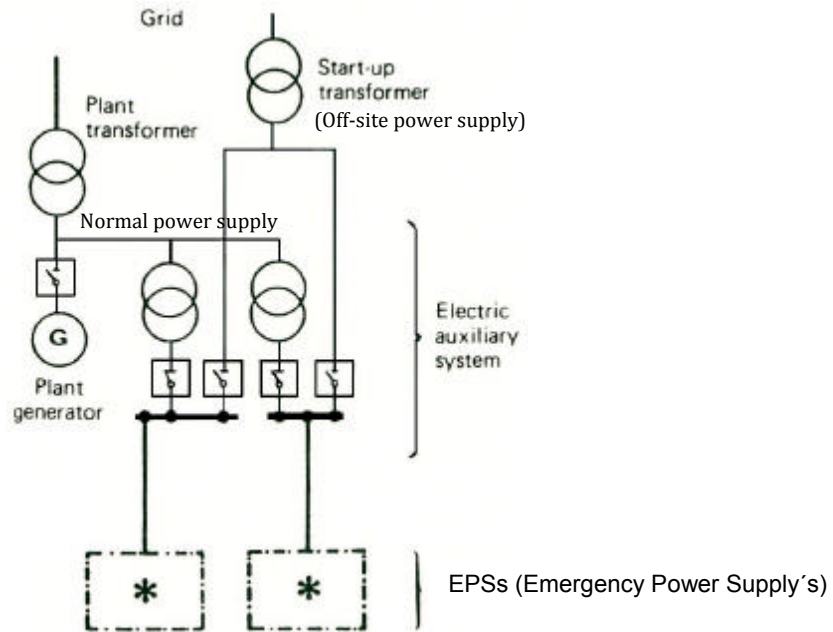 Grid
Start-up
transformer
(Off-site power supply)
Plant
transformer
Normal power supply
G
Plant
generator
Electric
auxiliary
system
*
*
EPSs (Emergency Power Supply´s)